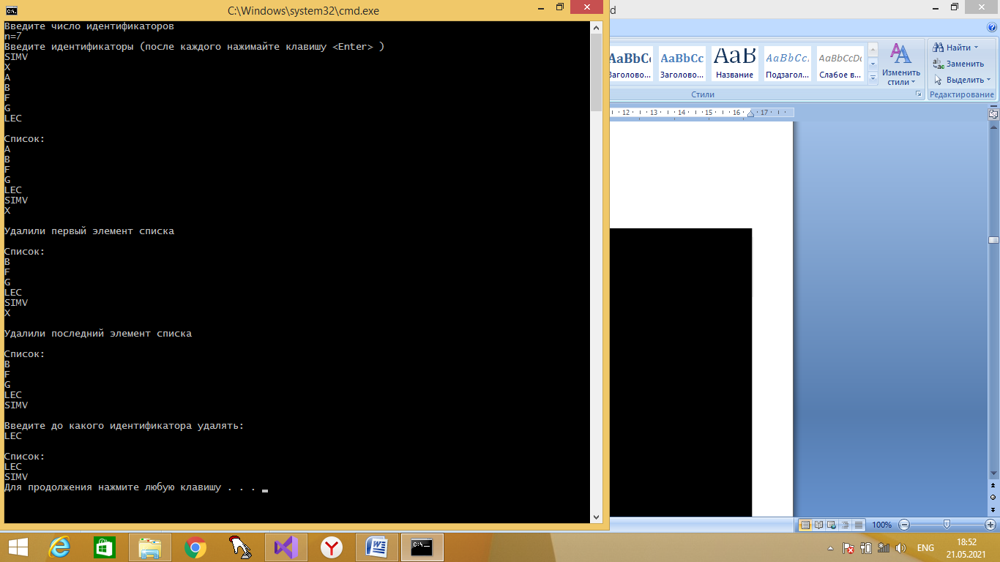 C:\Windows\system32\cmd.exe
d
Введите число идентификаторов
n=7
Введите идентификаторы (после каждого нажимайте клавишу <Enter> )
SIMV
X
A
B
F
G
LEC
Список:
A
B
F
G
LEC
SIMV
X
Удалили первый элемент списка
Список:
B
F
G
LEC
SIMV
X
Удалили последний элемент списка
Список:
B
F
G
LEC
SIMV
Введите до какого идентификатора удалять:
LEC
Список:
LEC
SIMV
Для продолжения нажмите любую клавишу . . .
AaBbCc AaBbCc AaB AaBbCc. AaBbCcDc
Заголово... Заголово... Название Подзагол... Слабое в...
Изменить стили
Стили
Найти
Заменить
Выделить
Редактирование
12 13 14 15 16 17
100%
ENG
18:52
21.05.2021